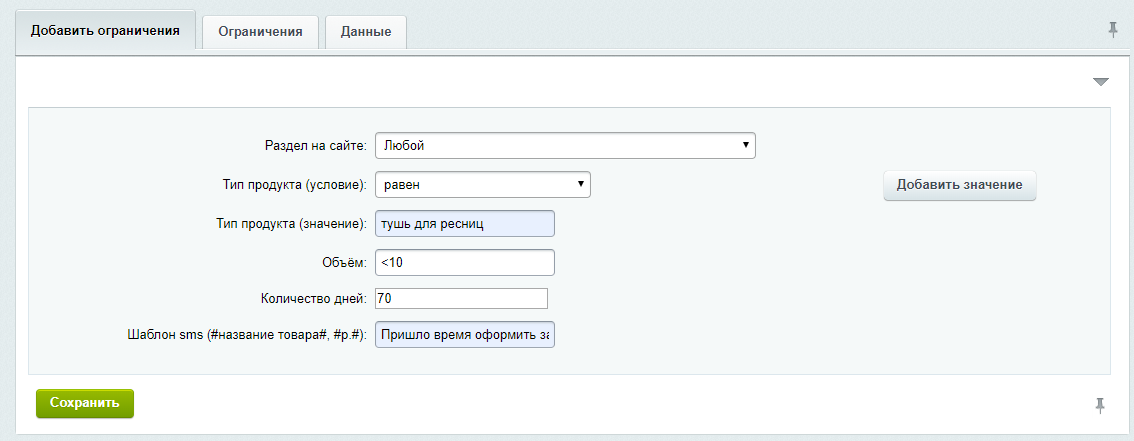 Добавить ограничения Ограничения Данные
Раздел на сайте: Любой
Тип продукта (условие): равен Добавить значение
Тип продукта (значение): тушь для ресниц
Объём: <10
Количество дней: 70
Шаблон sms (#название товара#, #р.#): Пришло время оформить за
Сохранить